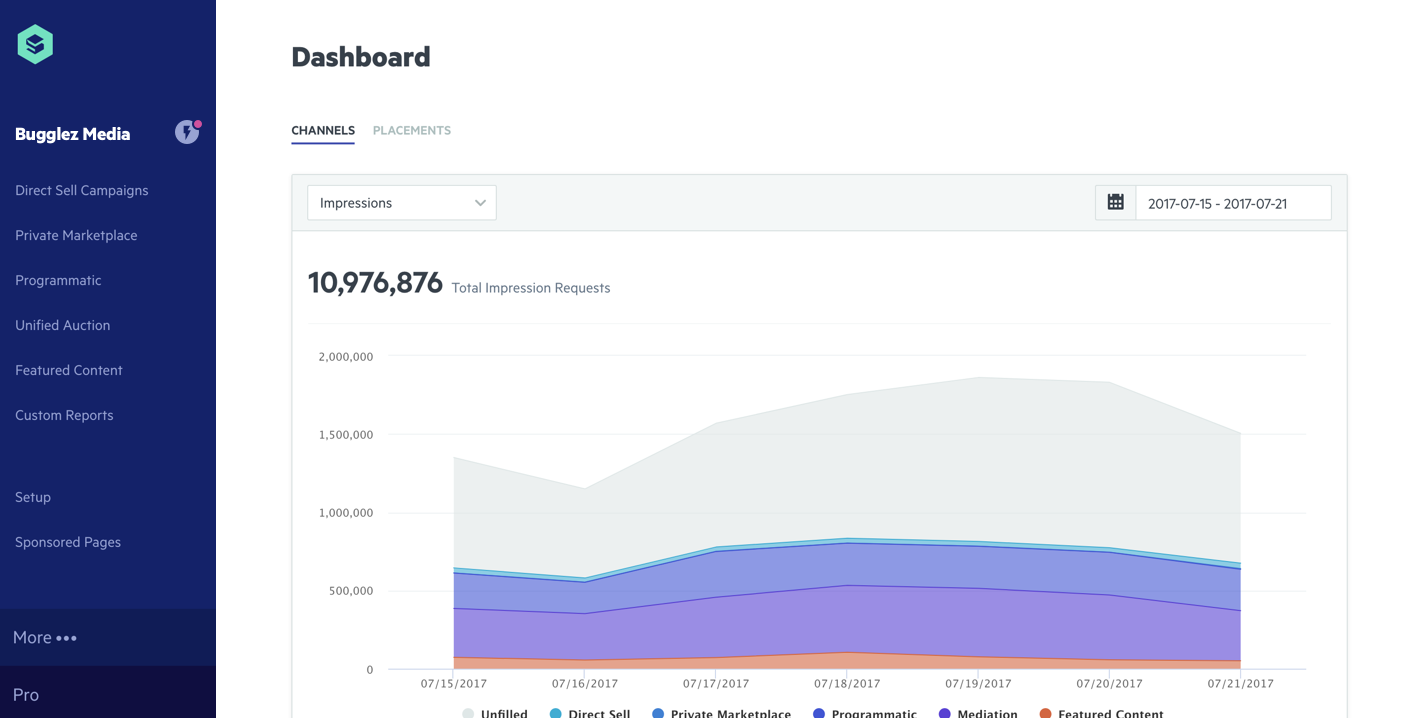 Dashboard
Bugglez Media
CHANNELS PLACEMENTS
Direct Sell Campaigns
Private Marketplace
Programmatic
Unified Auction
Featured Content
Custom Reports
Setup
Sponsored Pages
More •••
Pro
Impressions
2017-07-15 - 2017-07-21
10,976,876 Total Impression Requests
2,000,000
1,500,000
1,000,000
500,000
0
07/15/2017 07/16/2017 07/17/2017 07/18/2017 07/19/2017 07/20/2017 07/21/2017
Unfilled Direct Sell Private Marketplace Programmatic Mediation Featured Content